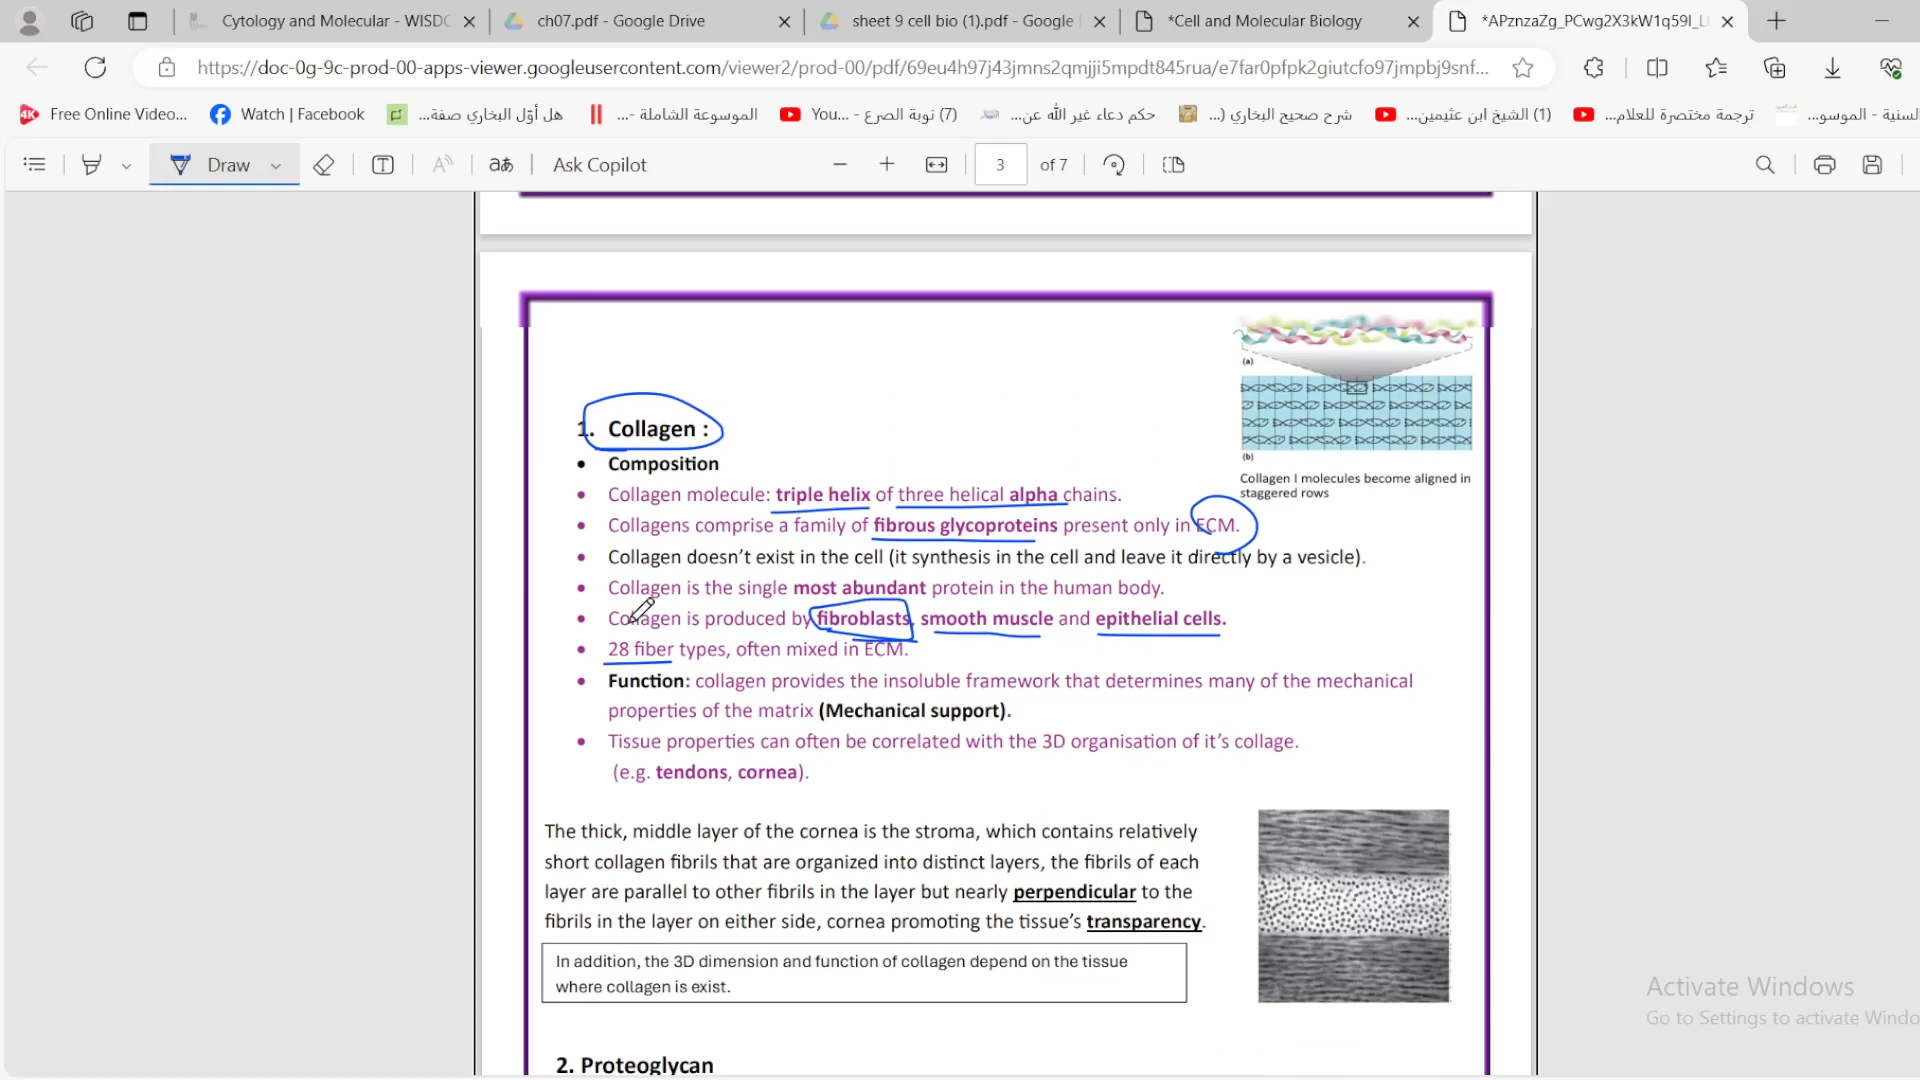 Cytology and Molecular - WISDC
ch07.pdf - Google Drive
sheet 9 cell bio (1).pdf - Google
*Cell and Molecular Biology
*APznzaZg_PCwg2X3kW1q59I_L
https://doc-0g-9c-prod-00-apps-viewer.googleusercontent.com/viewer2/prod-00/pdf/69eu4h97j43jmns2qmjji5mpdt845rua/e7far0pfpk2giutcfo97jmpbj9snf...
4K Free Online Video...
Watch | Facebook
هل أوّل البخاري صفة...
الموسوعة الشاملة -...
(7) نوبة الصرع - You...
حكم دعاء غير الله عن...
شرح صحيح البخاري (...
(1) الشيخ ابن عثيمين...
ترجمة مختصرة للعلام...
السنية - الموسو...
Draw
Ask Copilot
3 of 7
(a)
(b)
Collagen I molecules become aligned in
staggered rows
1. Collagen :
• Composition
• Collagen molecule: triple helix of three helical alpha chains.
• Collagens comprise a family of fibrous glycoproteins present only in ECM.
• Collagen doesn’t exist in the cell (it synthesis in the cell and leave it directly by a vesicle).
• Collagen is the single most abundant protein in the human body.
• Collagen is produced by fibroblasts, smooth muscle and epithelial cells.
• 28 fiber types, often mixed in ECM.
• Function: collagen provides the insoluble framework that determines many of the mechanical
properties of the matrix (Mechanical support).
• Tissue properties can often be correlated with the 3D organisation of it’s collage.
(e.g. tendons, cornea).
The thick, middle layer of the cornea is the stroma, which contains relatively
short collagen fibrils that are organized into distinct layers, the fibrils of each
layer are parallel to other fibrils in the layer but nearly perpendicular to the
fibrils in the layer on either side, cornea promoting the tissue’s transparency.
In addition, the 3D dimension and function of collagen depend on the tissue
where collagen is exist.
2. Proteoglycan
Activate Windows
Go to Settings to activate Windo